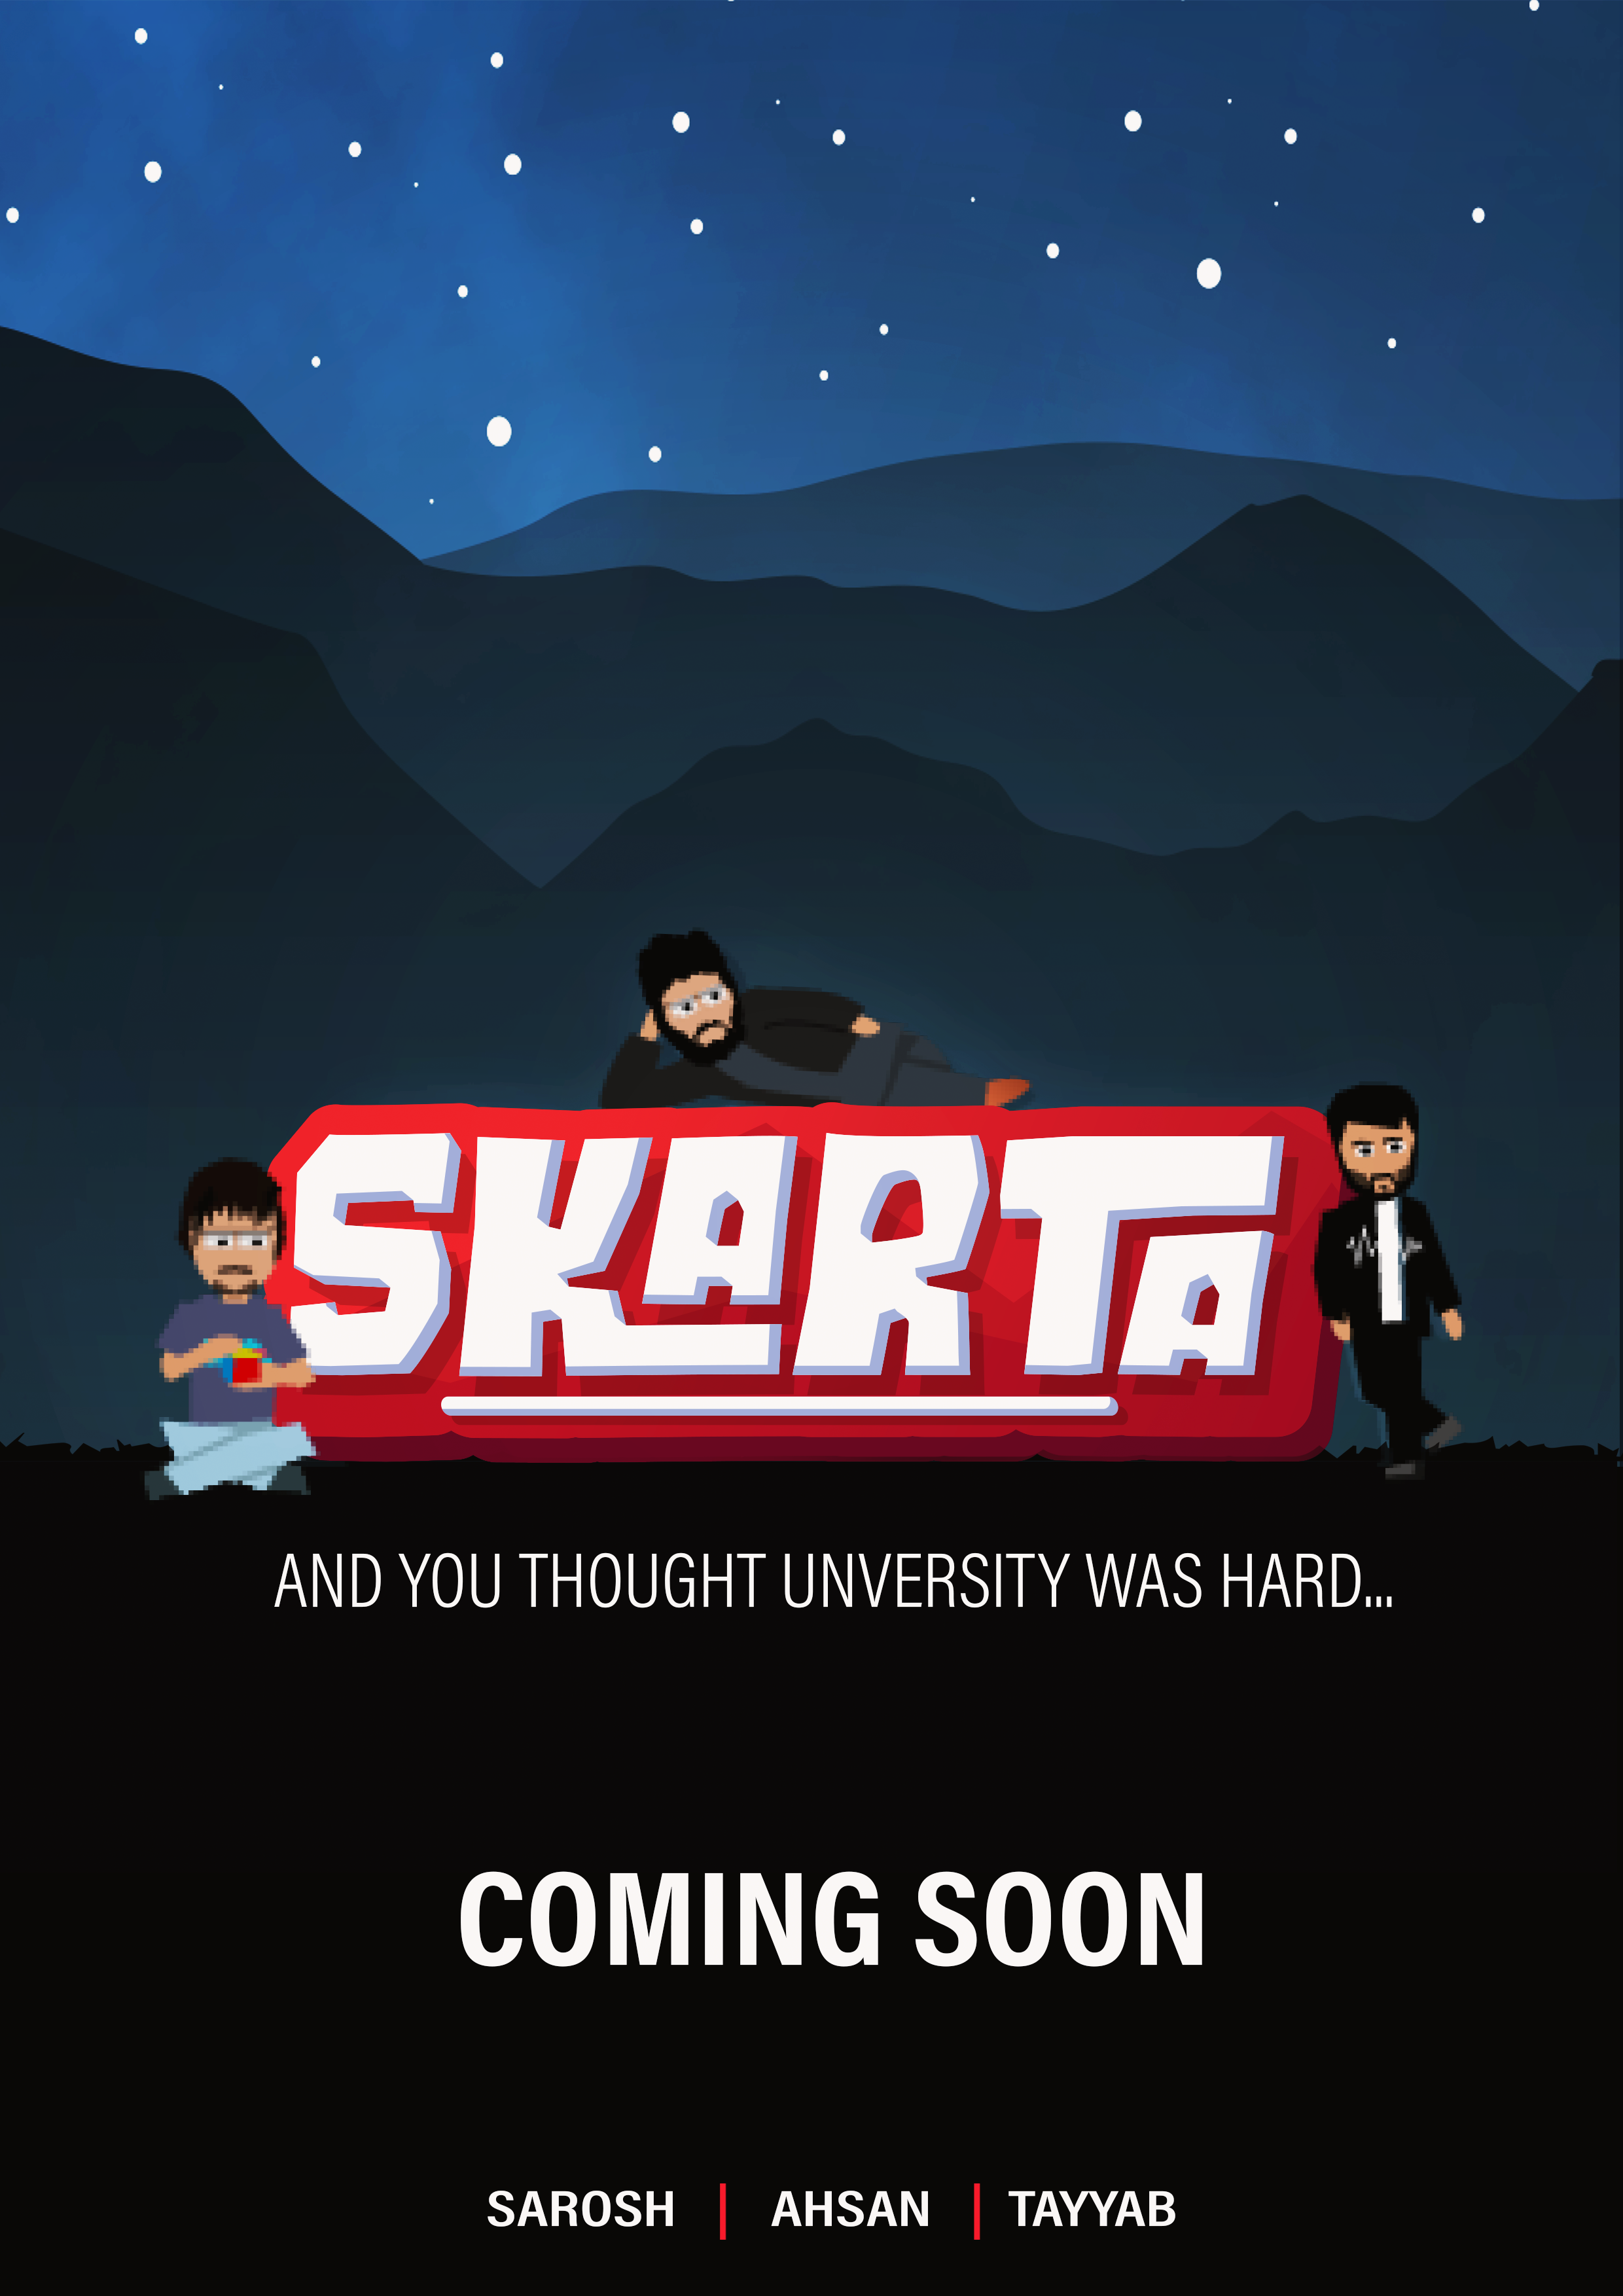 SKARTa
AND YOU THOUGHT UNVERSITY WAS HARD...
COMING SOON
SAROSH | AHSAN | TAYYAB